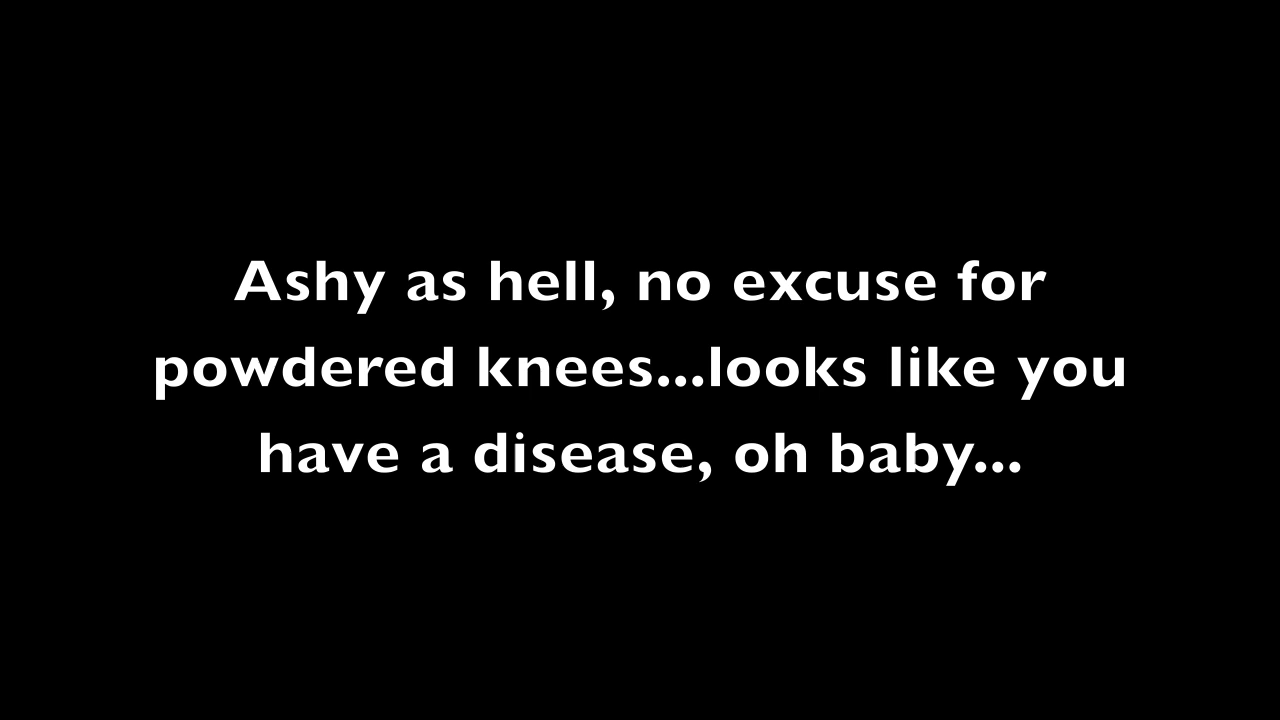 Ashy as hell, no excuse for
powdered knees...looks like you
have a disease, oh baby...